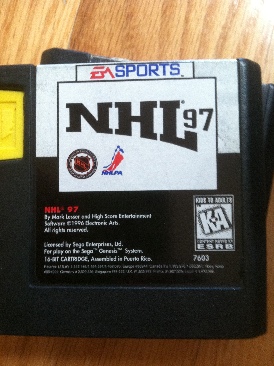 EA SPORTS
NHL 97
NHLPA
NHL® 97
By Mark Lesser and High Score Entertainment
Software ©1996 Electronic Arts.
All rights reserved.
Licensed by Sega Enterprises, Ltd.
For play on the Sega™ Genesis™ System.
16-BIT CARTRIDGE, Assembled in Puerto Rico.
KIDS TO ADULTS
K-A
ESRB
7603